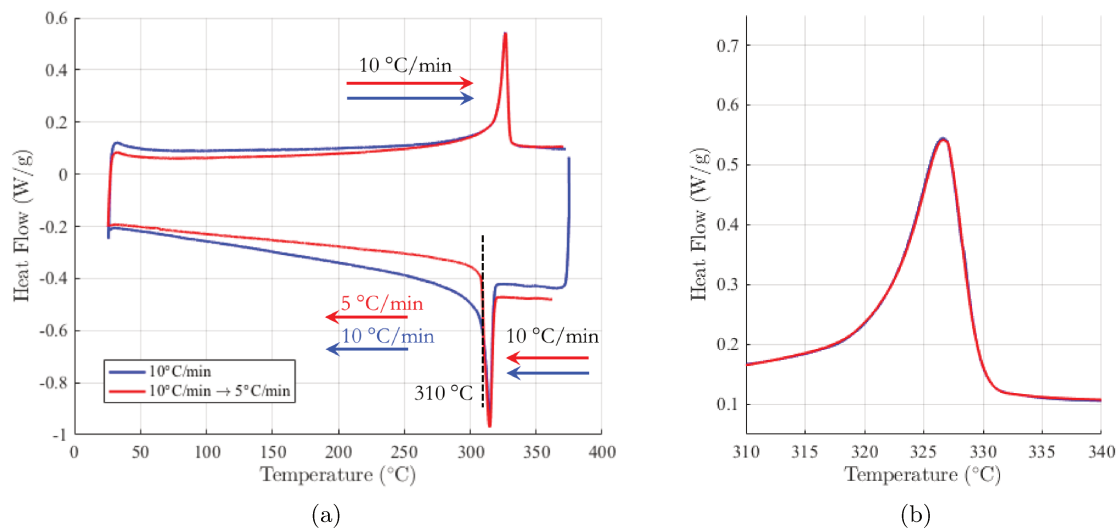 0.6
0.4
0.2
0
-0.2
-0.4
-0.6
-0.8
-1
Heat Flow (W/g)
10 °C/min
5 °C/min
10 °C/min
10 °C/min
310 °C
10°C/min
10°C/min → 5°C/min
0 50 100 150 200 250 300 350 400
Temperature (°C)
(a)
0.7
0.6
0.5
0.4
0.3
0.2
0.1
Heat Flow (W/g)
310 315 320 325 330 335 340
Temperature (°C)
(b)